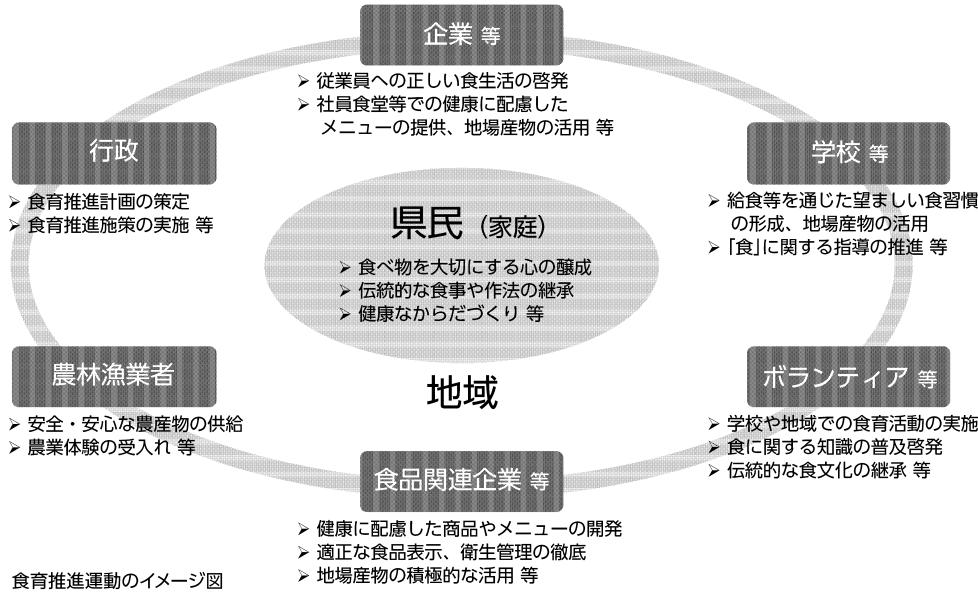 企業 等
➢ 従業員への正しい食生活の啓発
➢ 社員食堂等での健康に配慮した
メニューの提供、地場産物の活用 等
行政
➢ 食育推進計画の策定
➢ 食育推進施策の実施 等
学校 等
➢ 給食等を通じた望ましい食習慣
の形成、地場産物の活用
➢ 「食」に関する指導の推進 等
県民（家庭）
➢ 食べ物を大切にする心の醸成
➢ 伝統的な食事や作法の継承
➢ 健康なからだづくり 等
地域
農林漁業者
➢ 安全・安心な農産物の供給
➢ 農業体験の受入れ 等
ボランティア 等
➢ 学校や地域での食育活動の実施
➢ 食に関する知識の普及啓発
➢ 伝統的な食文化の継承 等
食品関連企業 等
➢ 健康に配慮した商品やメニューの開発
➢ 適正な食品表示、衛生管理の徹底
➢ 地場産物の積極的な活用 等
食育推進運動のイメージ図